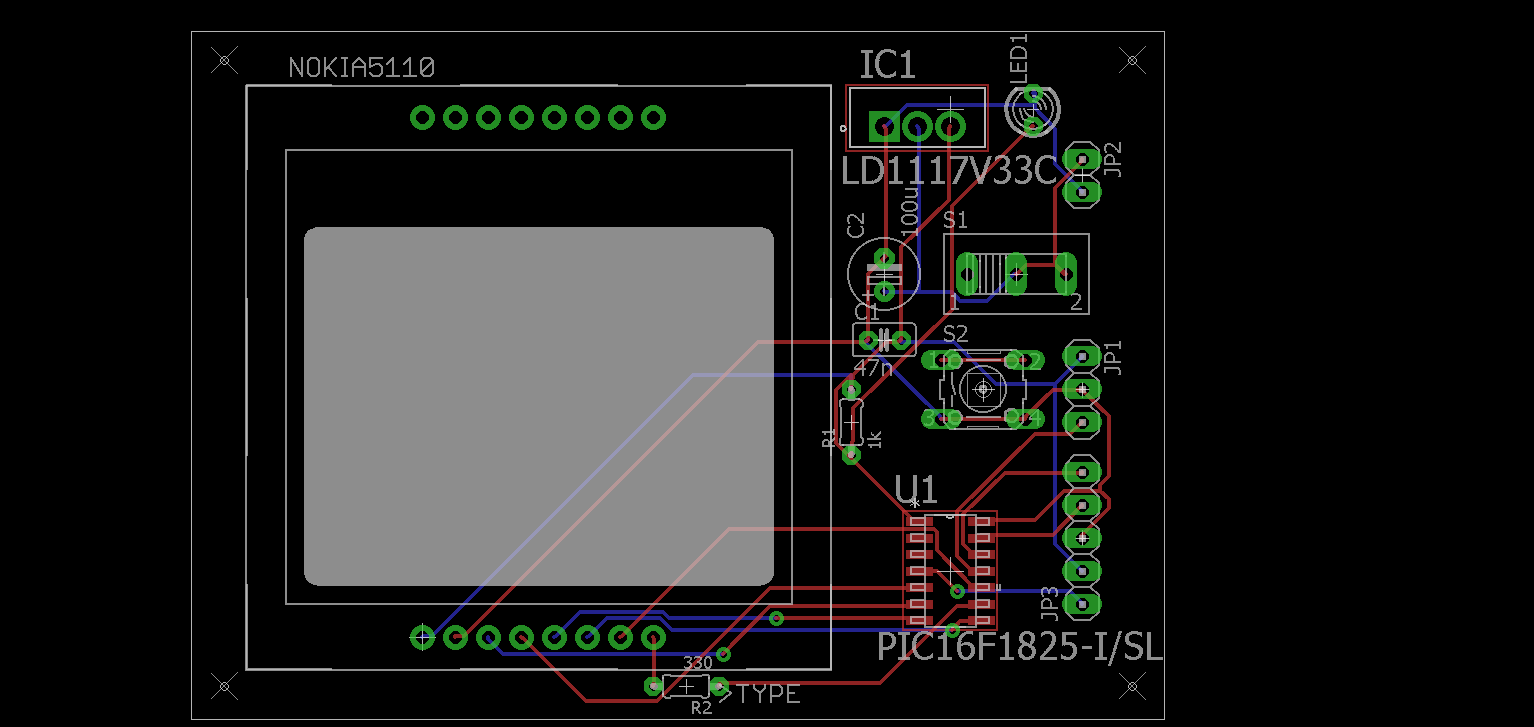 NOKIA5110
IC1
LED1
LD1117V33C
JP2
C2
100u
S1
1
2
C1
47n
S2
1
2
3
4
JP1
R1
1k
U1
*
JP3
PIC16F1825-I/SL
330
>TYPE
R2